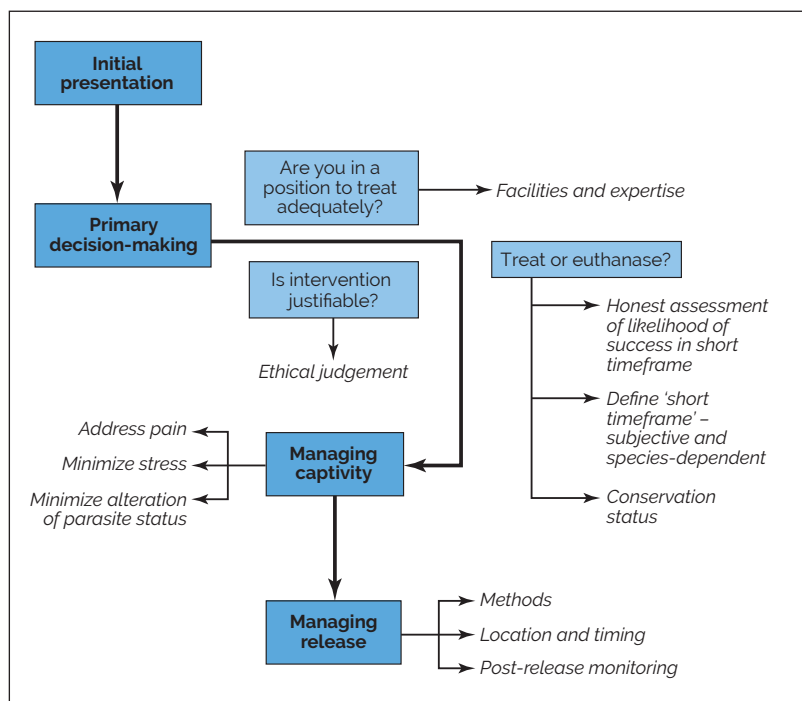 Initial
presentation
Are you in a
position to treat
adequately?
Facilities and expertise
Primary
decision-making
Treat or euthanase?
Is intervention
justifiable?
Honest assessment
of likelihood of
success in short
timeframe
Ethical judgement
Define ‘short
timeframe’ –
subjective and
species-dependent
Conservation
status
Address pain
Minimize stress
Minimize alteration
of parasite status
Managing
captivity
Managing
release
Methods
Location and timing
Post-release monitoring